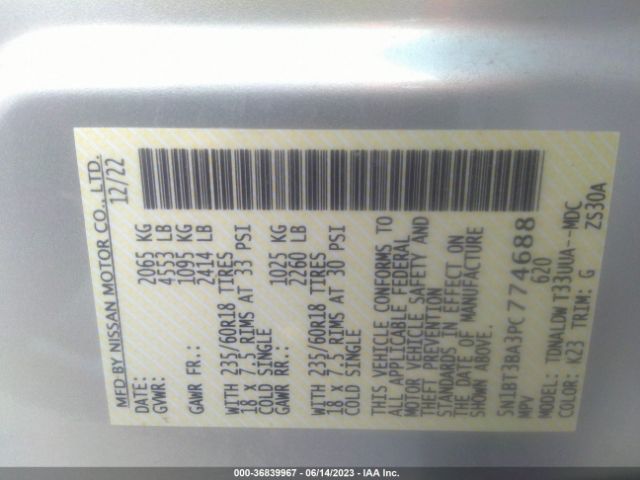 MFD BY NISSAN MOTOR CO., LTD.
DATE: 12/22
GVWR: 2065 KG
4553 LB
GAWR FR.: 1095 KG
2414 LB
WITH 235/60R18 TIRES
18 X 7.5 RIMS AT 33 PSI
COLD SINGLE
GAWR RR.: 1025 KG
2260 LB
WITH 235/60R18 TIRES
18 X 7.5 RIMS AT 30 PSI
COLD SINGLE
THIS VEHICLE CONFORMS TO
ALL APPLICABLE FEDERAL
MOTOR VEHICLE SAFETY AND
THEFT PREVENTION
STANDARDS IN EFFECT ON
THE DATE OF MANUFACTURE
SHOWN ABOVE.
5N1BT3BA3PC774688
MPV 620
MODEL: TDNALDWT33UUA--MDC
COLOR: K23 TRIM: G ZS30A
000-36839967 - 06/14/2023 - IAA Inc.